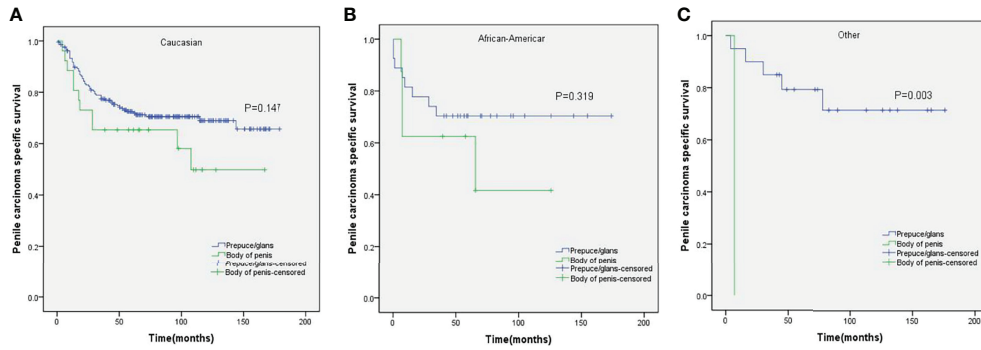 A
Caucasian
P=0.147
Penile carcinoma specific survival
1.0
0.8
0.6
0.4
0.2
0.0
Prepuce/glans
Body of penis
Prepuce/glans-censored
Body of penis-censored
0
50
100
150
200
Time(months)
B
African-American
P=0.319
Penile carcinoma specific survival
1.0
0.8
0.6
0.4
0.2
0.0
Prepuce/glans
Body of penis
Prepuce/glans-censored
Body of penis-censored
0
50
100
150
200
Time(months)
C
Other
P=0.003
Penile carcinoma specific survival
1.0
0.8
0.6
0.4
0.2
0.0
Prepuce/glans
Body of penis
Prepuce/glans-censored
Body of penis-censored
0
50
100
150
200
Time(months)